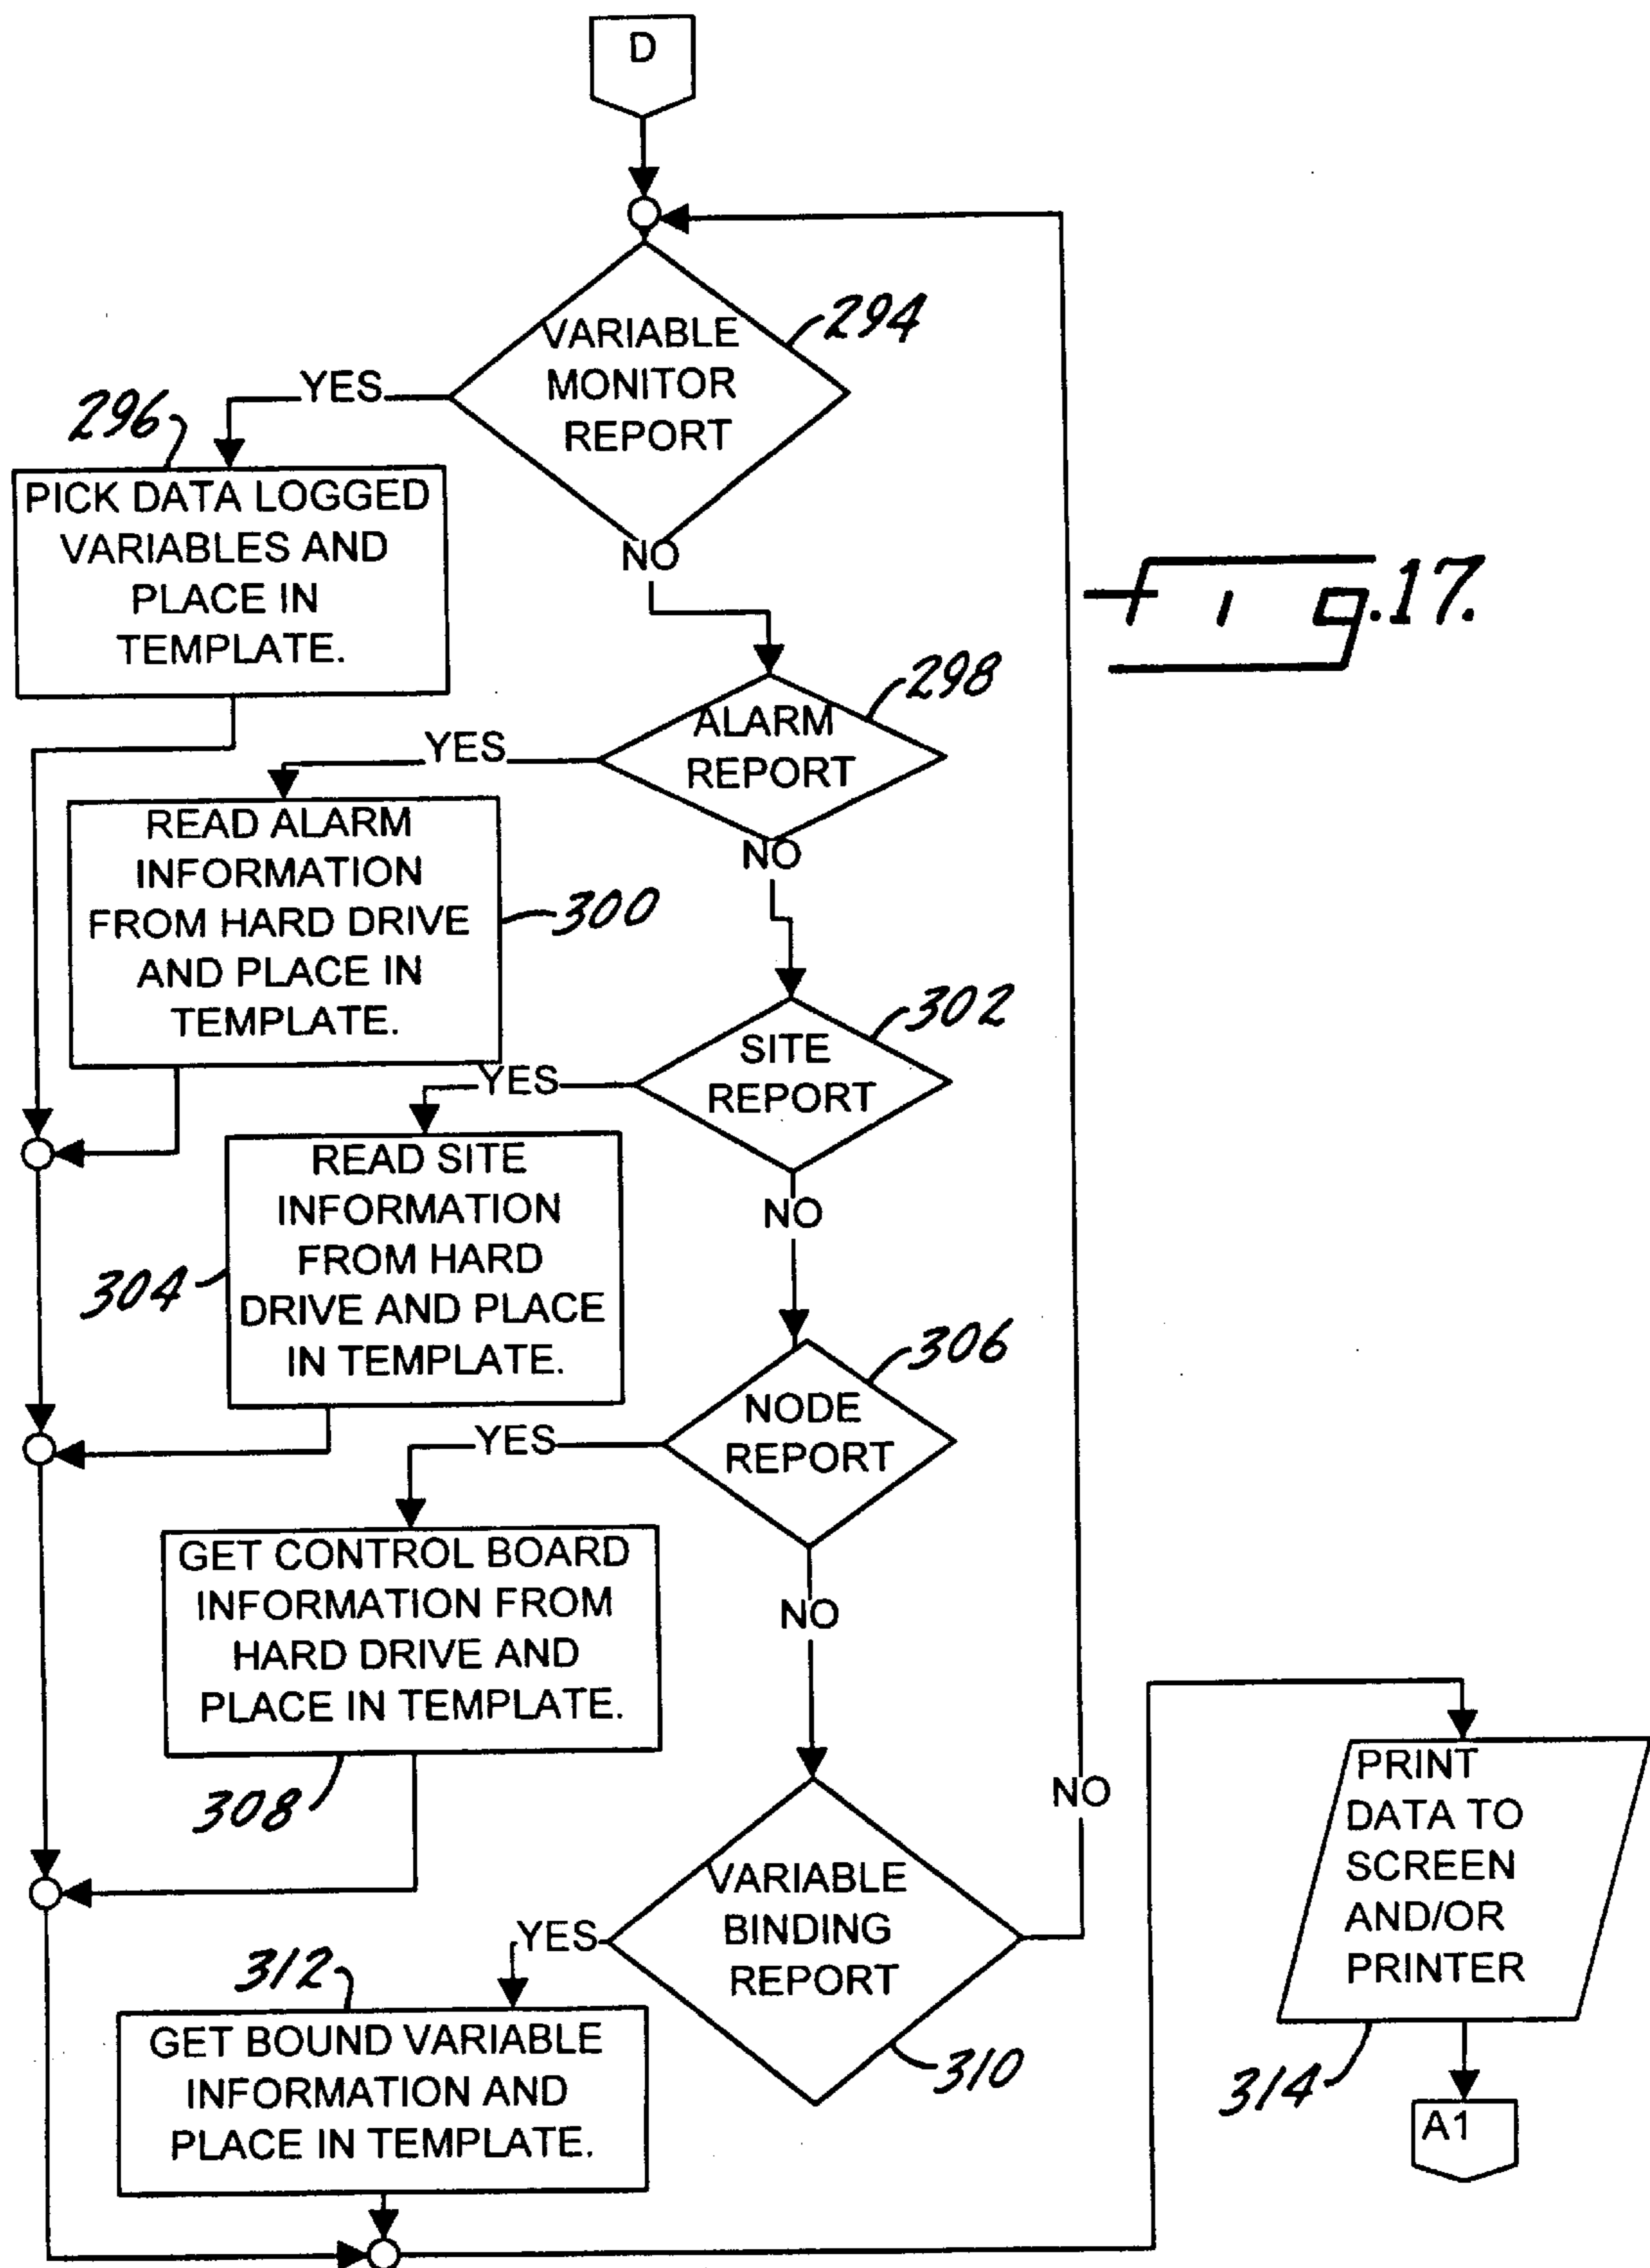 D
VARIABLE
MONITOR
REPORT
294
YES
296
PICK DATA LOGGED
VARIABLES AND
PLACE IN
TEMPLATE.
NO
Fig.17.
298
ALARM
REPORT
YES
READ ALARM
INFORMATION
FROM HARD DRIVE
AND PLACE IN
TEMPLATE.
300
NO
302
SITE
REPORT
YES
READ SITE
INFORMATION
FROM HARD
DRIVE AND PLACE
IN TEMPLATE.
304
NO
306
NODE
REPORT
YES
GET CONTROL BOARD
INFORMATION FROM
HARD DRIVE AND
PLACE IN TEMPLATE.
308
NO
VARIABLE
BINDING
REPORT
310
NO
YES
312
GET BOUND VARIABLE
INFORMATION AND
PLACE IN TEMPLATE.
PRINT
DATA TO
SCREEN
AND/OR
PRINTER
314
A1